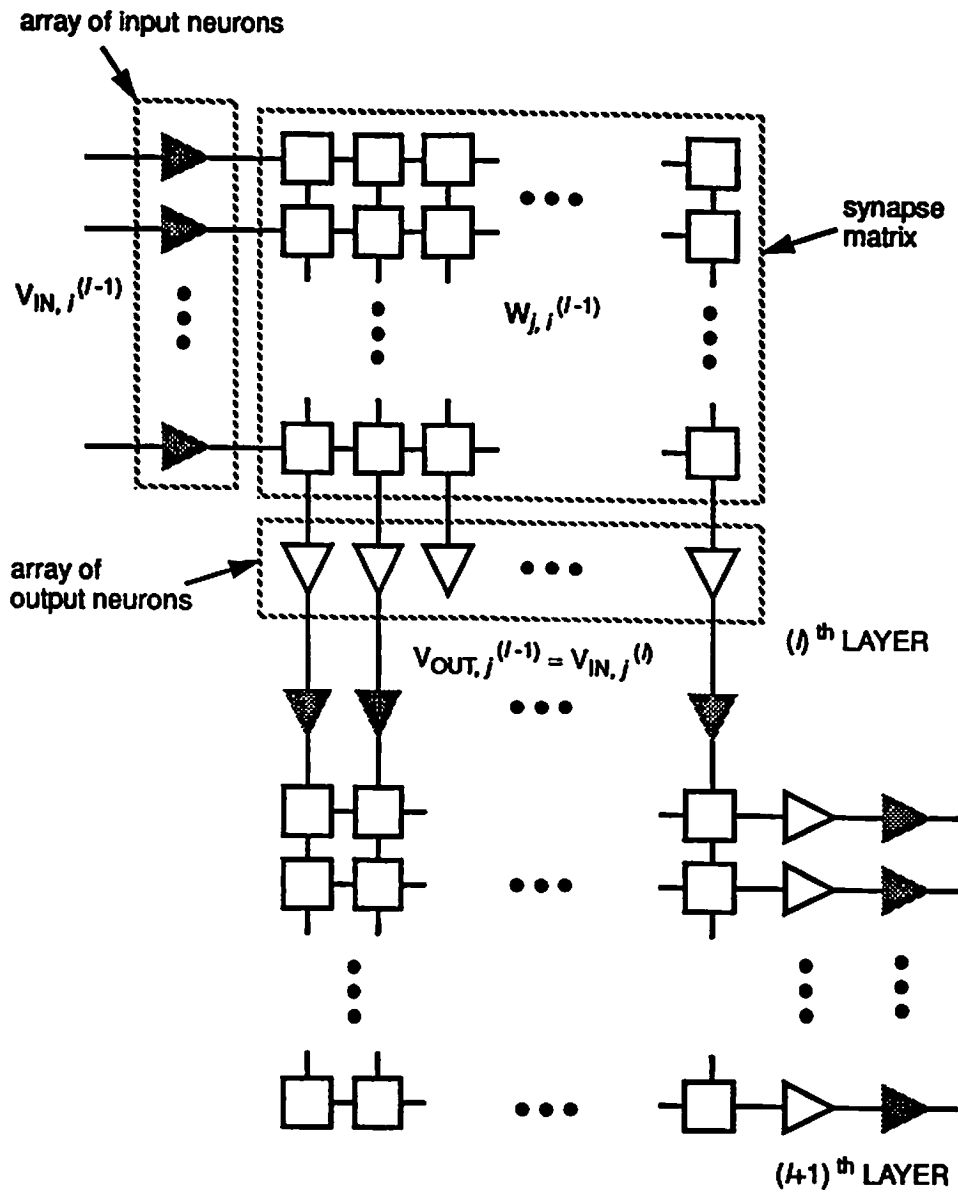 array of input neurons
synapse
matrix
V_IN, i^(l-1)
W_j, i^(l-1)
array of
output neurons
V_OUT, j^(l-1) = V_IN, j^(l)
(l)^th LAYER
(l+1)^th LAYER